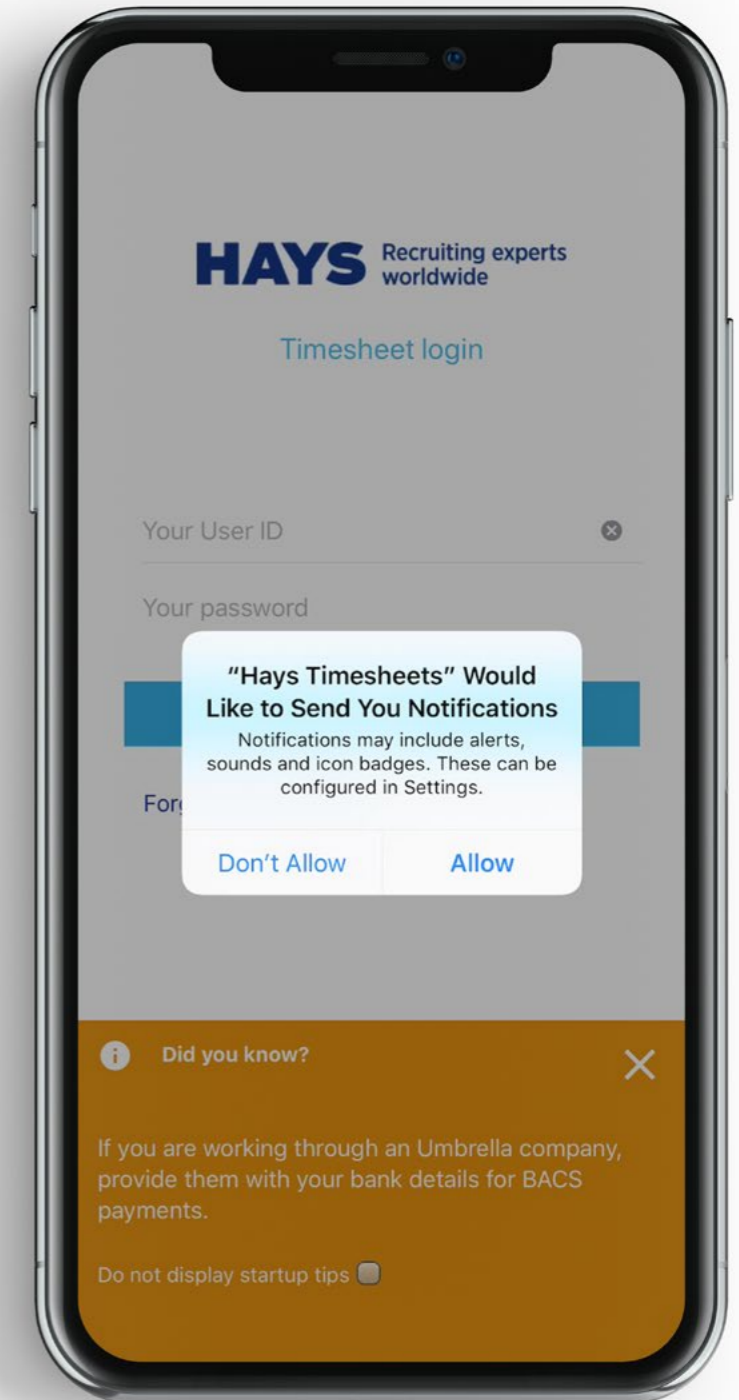 HAYS Recruiting experts
worldwide
Timesheet login
Your User ID
Your password
"Hays Timesheets" Would
Like to Send You Notifications
Notifications may include alerts,
sounds and icon badges. These can be
configured in Settings.
Don't Allow Allow
Did you know?
If you are working through an Umbrella company,
provide them with your bank details for BACS
payments.
Do not display startup tips